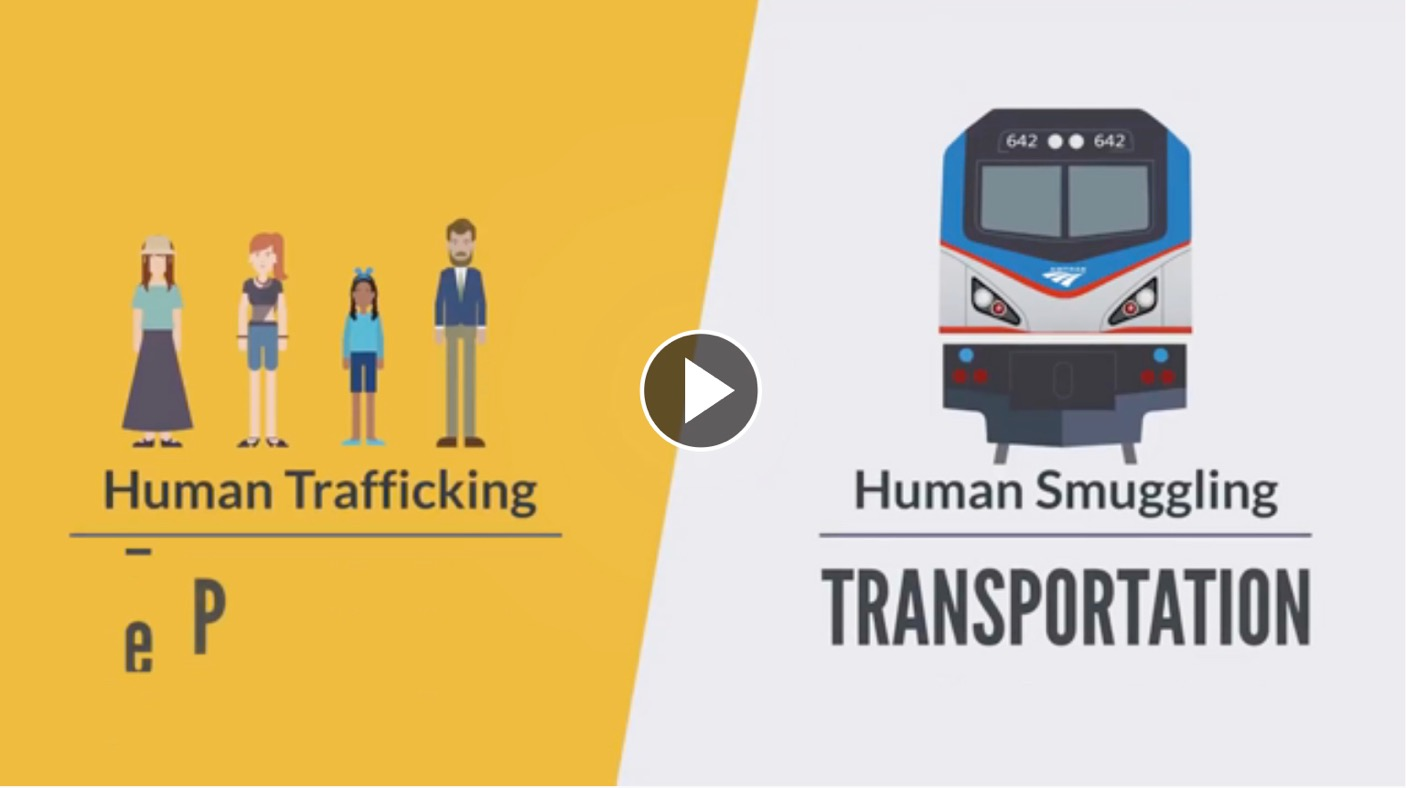 642 642
Human Trafficking
Human Smuggling
e P
TRANSPORTATION